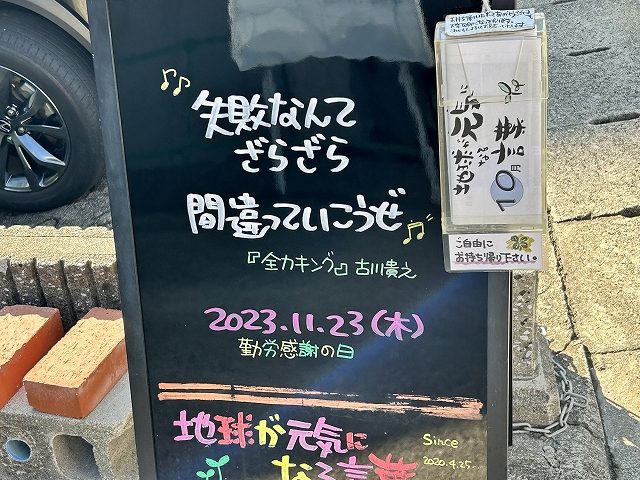 失敗なんて
ざらざら
間違っていこうぜ
『全力キング』古川貴之
2023.11.23(木)
勤労感謝の日
地球が元気に
なる言葉
Since
2020.4.25..
10月
ご自由に
お持ち帰り下さい。